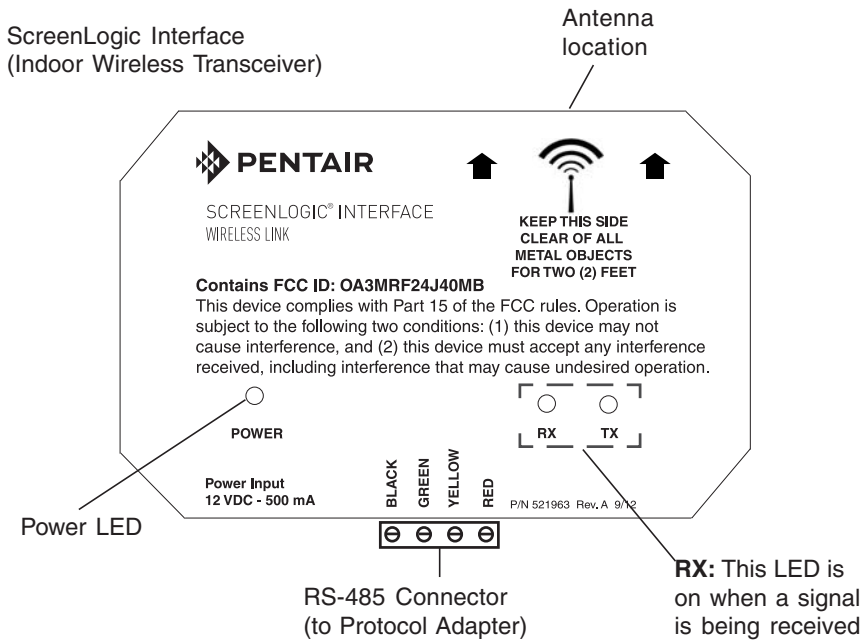 ScreenLogic Interface
(Indoor Wireless Transceiver)
Antenna
location
PENTAIR
SCREENLOGIC® INTERFACE
WIRELESS LINK
KEEP THIS SIDE
CLEAR OF ALL
METAL OBJECTS
FOR TWO (2) FEET
Contains FCC ID: OA3MRF24J40MB
This device complies with Part 15 of the FCC rules. Operation is
subject to the following two conditions: (1) this device may not
cause interference, and (2) this device must accept any interference
received, including interference that may cause undesired operation.
POWER
RX TX
Power Input
12 VDC - 500 mA
BLACK
GREEN
YELLOW
RED
P/N 521963 Rev. A 9/12
Power LED
RS-485 Connector
(to Protocol Adapter)
RX: This LED is
on when a signal
is being received